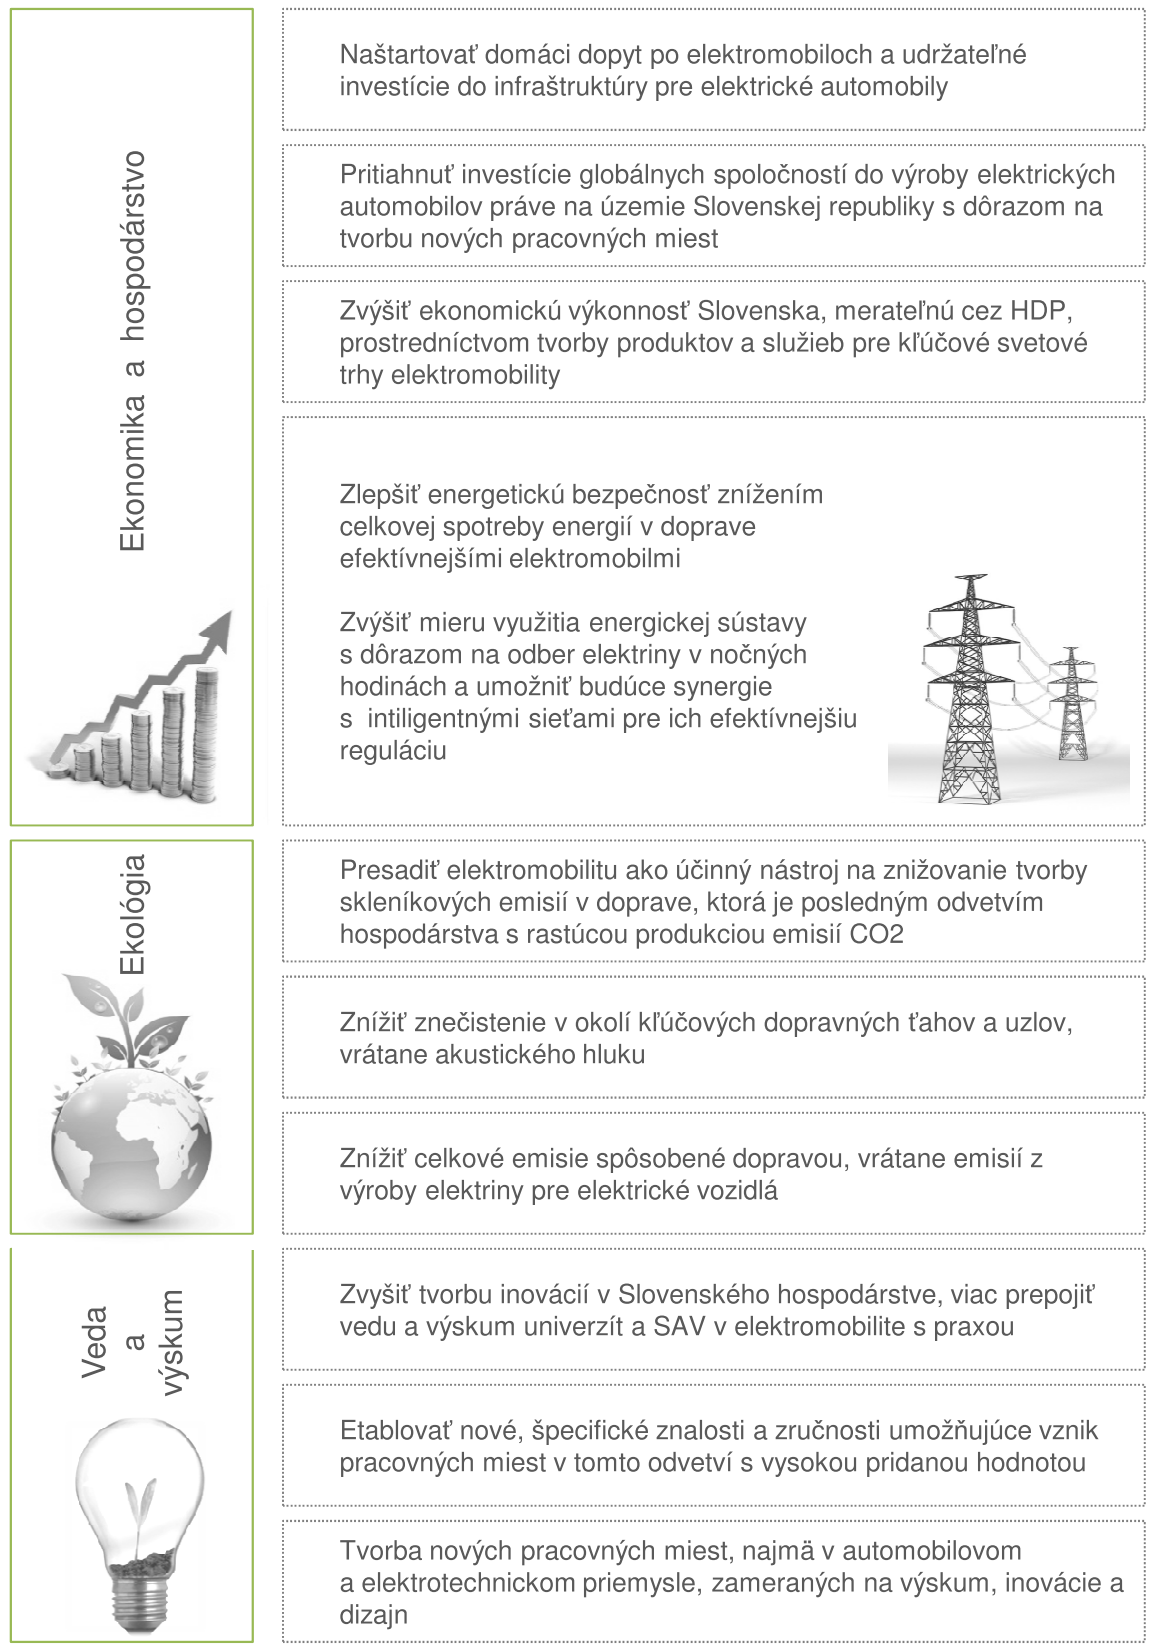 Ekonomika a hospodárstvo
Naštartovať domáci dopyt po elektromobiloch a udržateľné
investície do infraštruktúry pre elektrické automobily
Pritiahnuť investície globálnych spoločností do výroby elektrických
automobilov práve na územie Slovenskej republiky s dôrazom na
tvorbu nových pracovných miest
Zvýšiť ekonomickú výkonnosť Slovenska, merateľnú cez HDP,
prostredníctvom tvorby produktov a služieb pre kľúčové svetové
trhy elektromobility
Zlepšiť energetickú bezpečnosť znížením
celkovej spotreby energií v doprave
efektívnejšími elektromobilmi
Zvýšiť mieru využitia energickej sústavy
s dôrazom na odber elektriny v nočných
hodinách a umožniť budúce synergie
s intiligentnými sieťami pre ich efektívnejšiu
reguláciu
Ekológia
Presadiť elektromobilitu ako účinný nástroj na znižovanie tvorby
skleníkových emisií v doprave, ktorá je posledným odvetvím
hospodárstva s rastúcou produkciou emisií CO2
Znížiť znečistenie v okolí kľúčových dopravných ťahov a uzlov,
vrátane akustického hluku
Znížiť celkové emisie spôsobené dopravou, vrátane emisií z
výroby elektriny pre elektrické vozidlá
Veda
a
výskum
Zvyšiť tvorbu inovácií v Slovenského hospodárstve, viac prepojiť
vedu a výskum univerzít a SAV v elektromobilite s praxou
Etablovať nové, špecifické znalosti a zručnosti umožňujúce vznik
pracovných miest v tomto odvetví s vysokou pridanou hodnotou
Tvorba nových pracovných miest, najmä v automobilovom
a elektrotechnickom priemysle, zameraných na výskum, inovácie a
dizajn